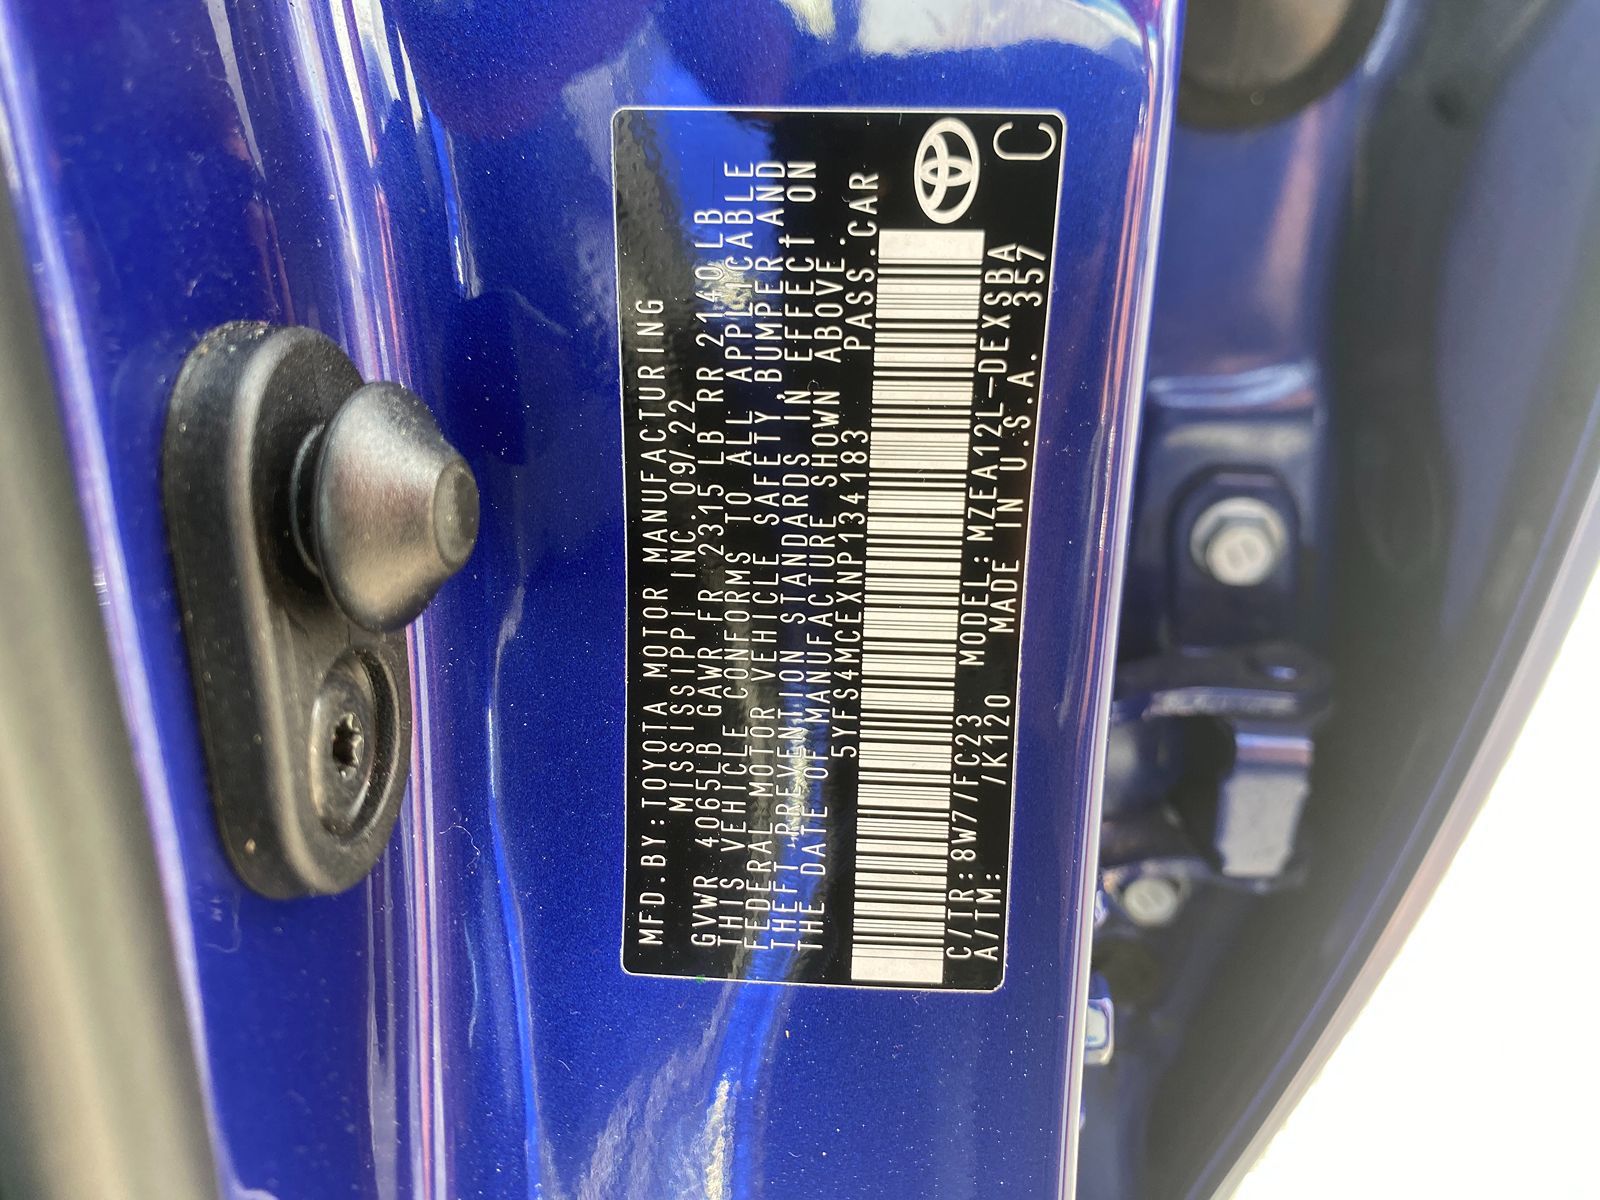 MFD.BY:TOYOTA MOTOR MANUFACTURING
MISSISSIPPI INC.09/22
GVWR 4065LB GAWR FR 2315 LB RR 2140 LB
THIS VEHICLE CONFORMS TO ALL APPLICABLE
FEDERAL MOTOR VEHICLE SAFETY, BUMPER, AND
THEFT PREVENTION STANDARDS IN EFFECT ON
THE DATE OF MANUFACTURE SHOWN ABOVE.
5YFS4MCEXNP134183 PASS.CAR
C/TR:8W7/FC23 MODEL:MZEA12L-DEXSBA
A/TM: /K120 MADE IN U.S.A. 357
C